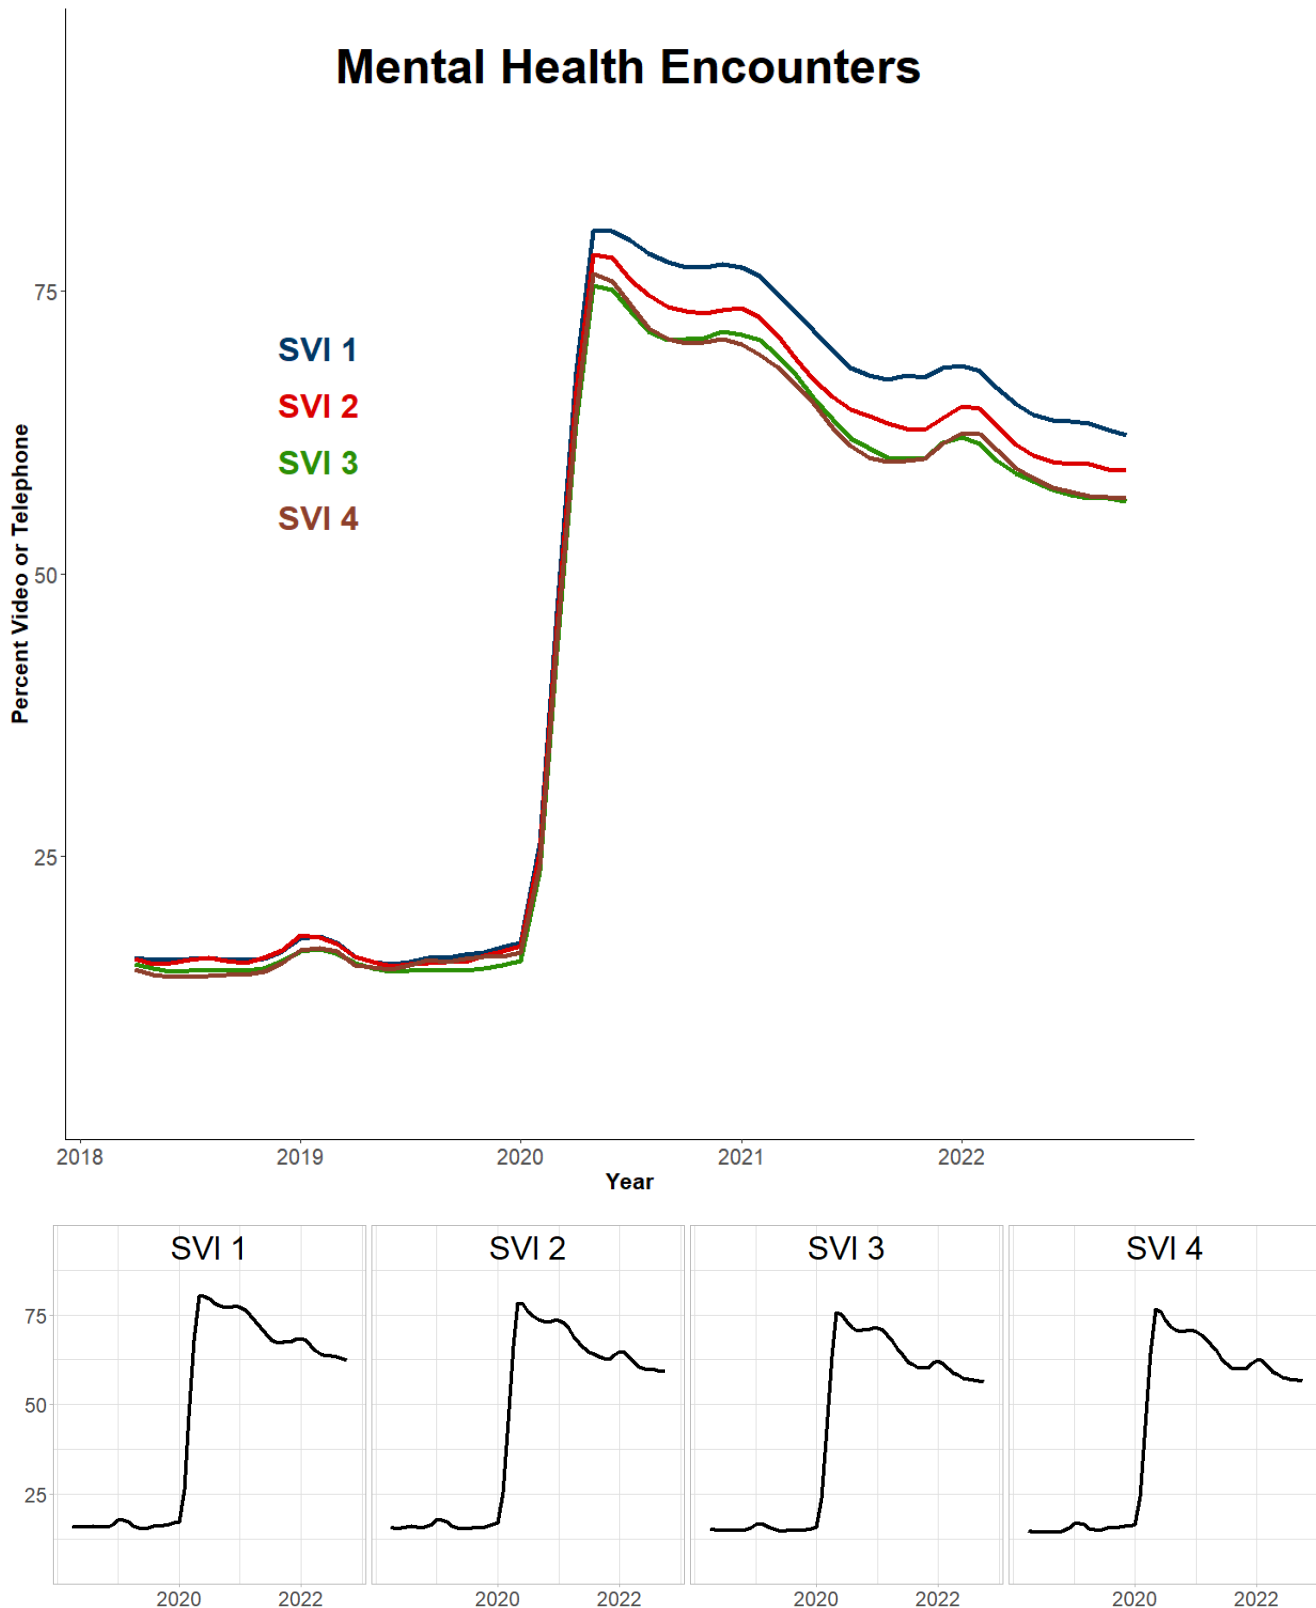 Mental Health Encounters
Percent Video or Telephone
75
50
25
SVI 1
SVI 2
SVI 3
SVI 4
2018 2019 2020 2021 2022
Year
SVI 1 SVI 2 SVI 3 SVI 4
75
50
25
2020 2022 2020 2022 2020 2022 2020 2022